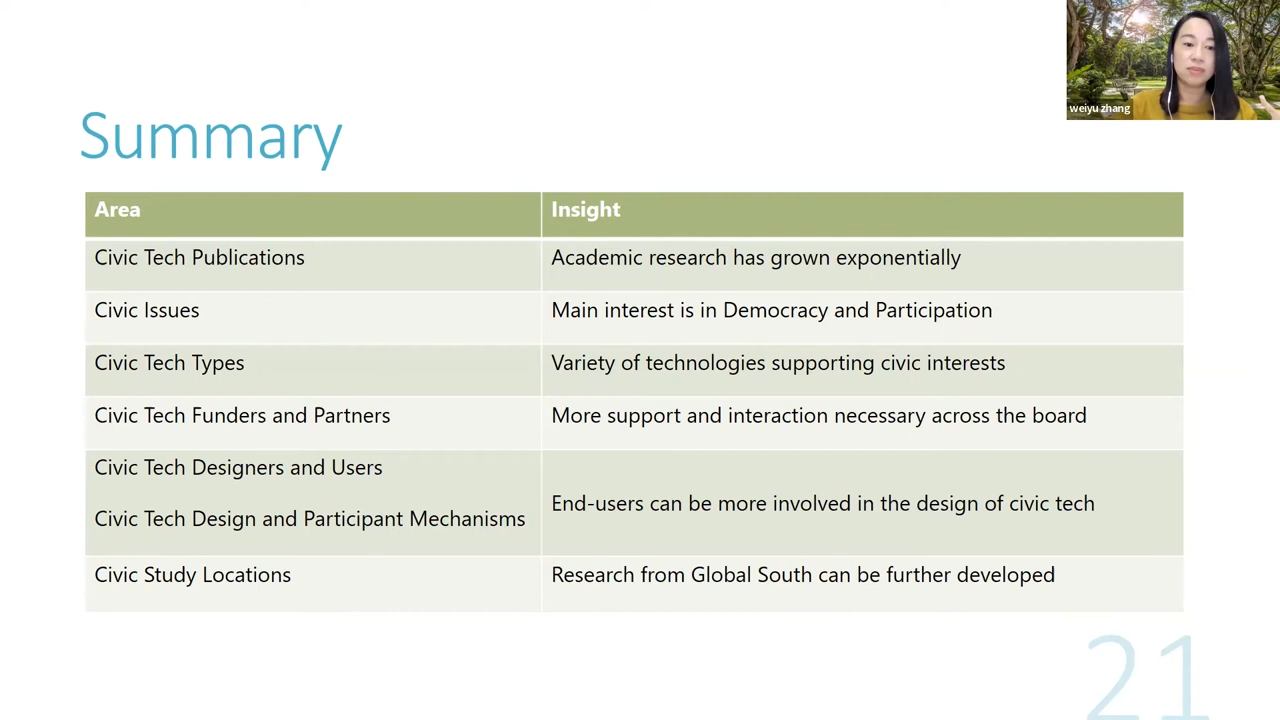 weiyu zhang
Summary
Area Insight
Civic Tech Publications Academic research has grown exponentially
Civic Issues Main interest is in Democracy and Participation
Civic Tech Types Variety of technologies supporting civic interests
Civic Tech Funders and Partners More support and interaction necessary across the board
Civic Tech Designers and Users
Civic Tech Design and Participant Mechanisms
End-users can be more involved in the design of civic tech
Civic Study Locations Research from Global South can be further developed
21